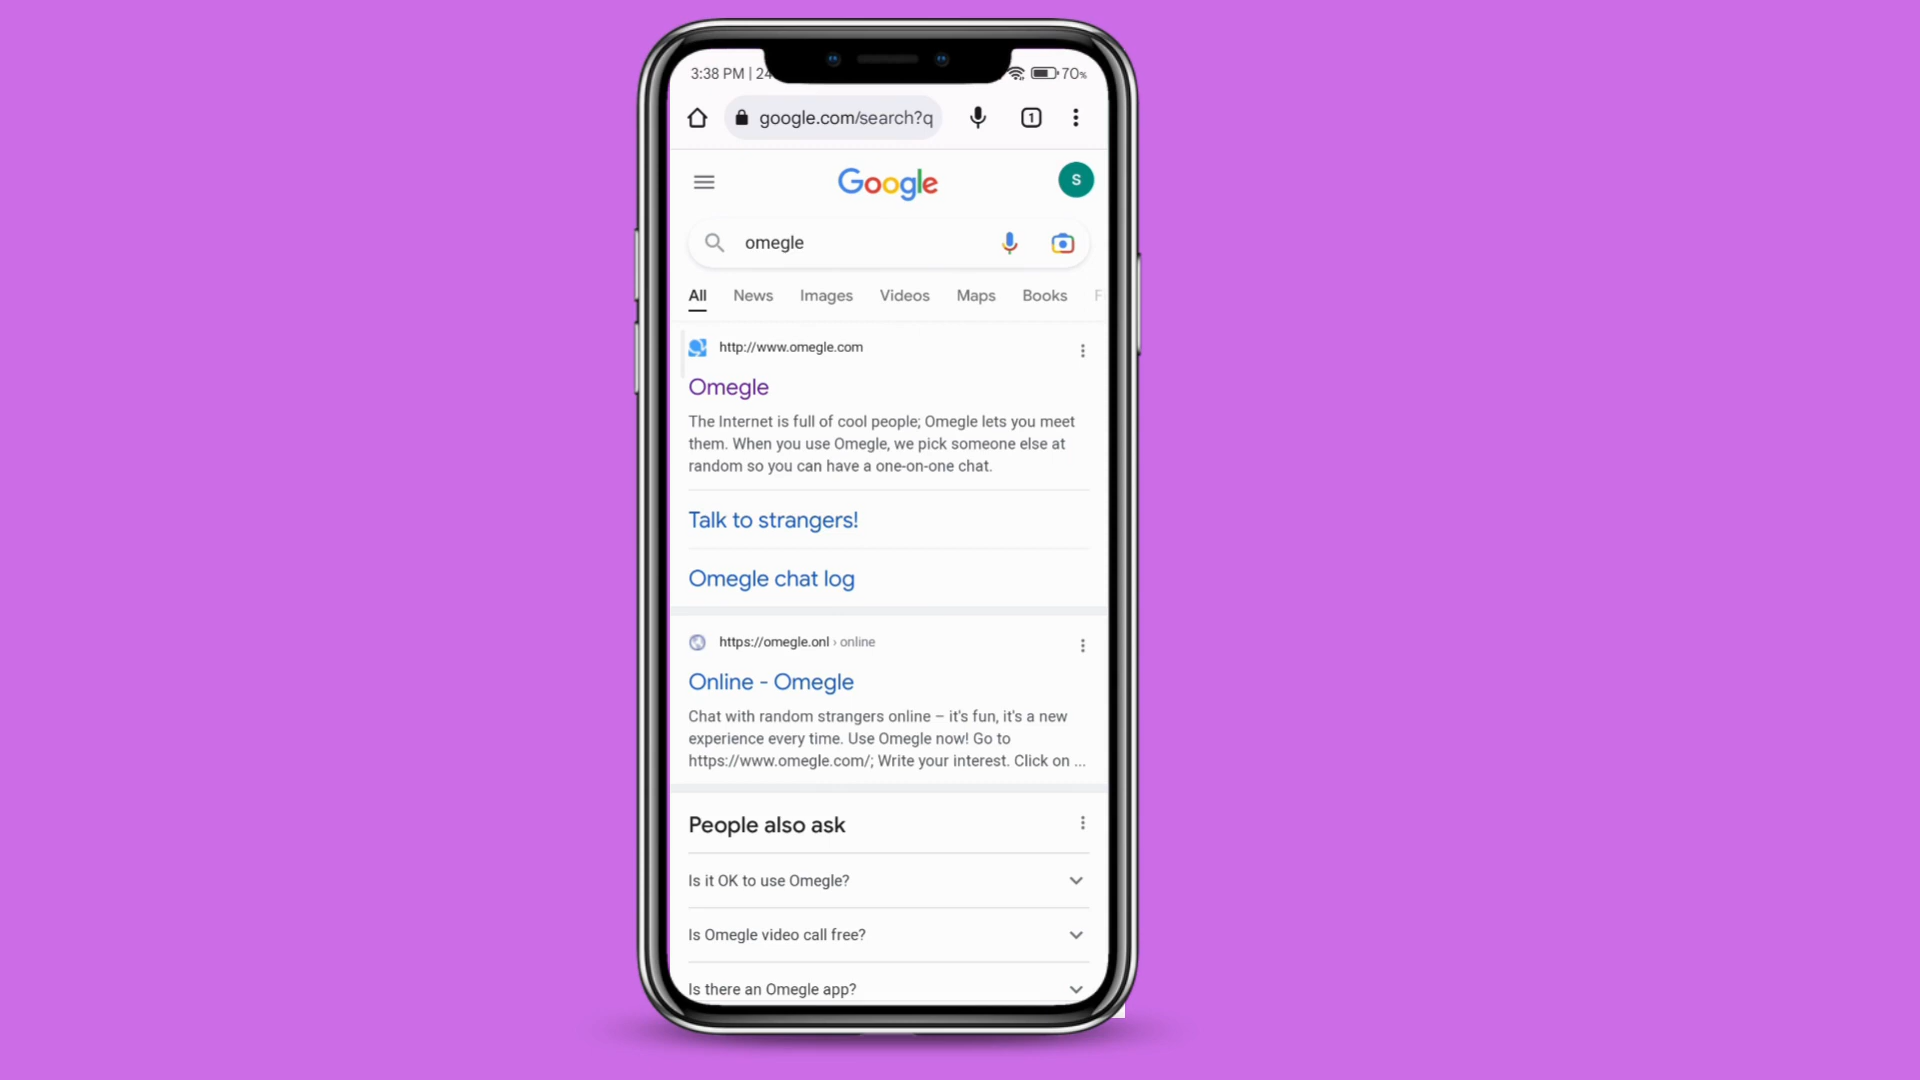 3:38 PM | 24
70%
google.com/search?q
1
Google
S
omegle
All News Images Videos Maps Books F
http://www.omegle.com
Omegle
The Internet is full of cool people; Omegle lets you meet
them. When you use Omegle, we pick someone else at
random so you can have a one-on-one chat.
Talk to strangers!
Omegle chat log
https://omegle.onl › online
Online - Omegle
Chat with random strangers online – it's fun, it's a new
experience every time. Use Omegle now! Go to
https://www.omegle.com/; Write your interest. Click on ...
People also ask
Is it OK to use Omegle?
Is Omegle video call free?
Is there an Omegle app?